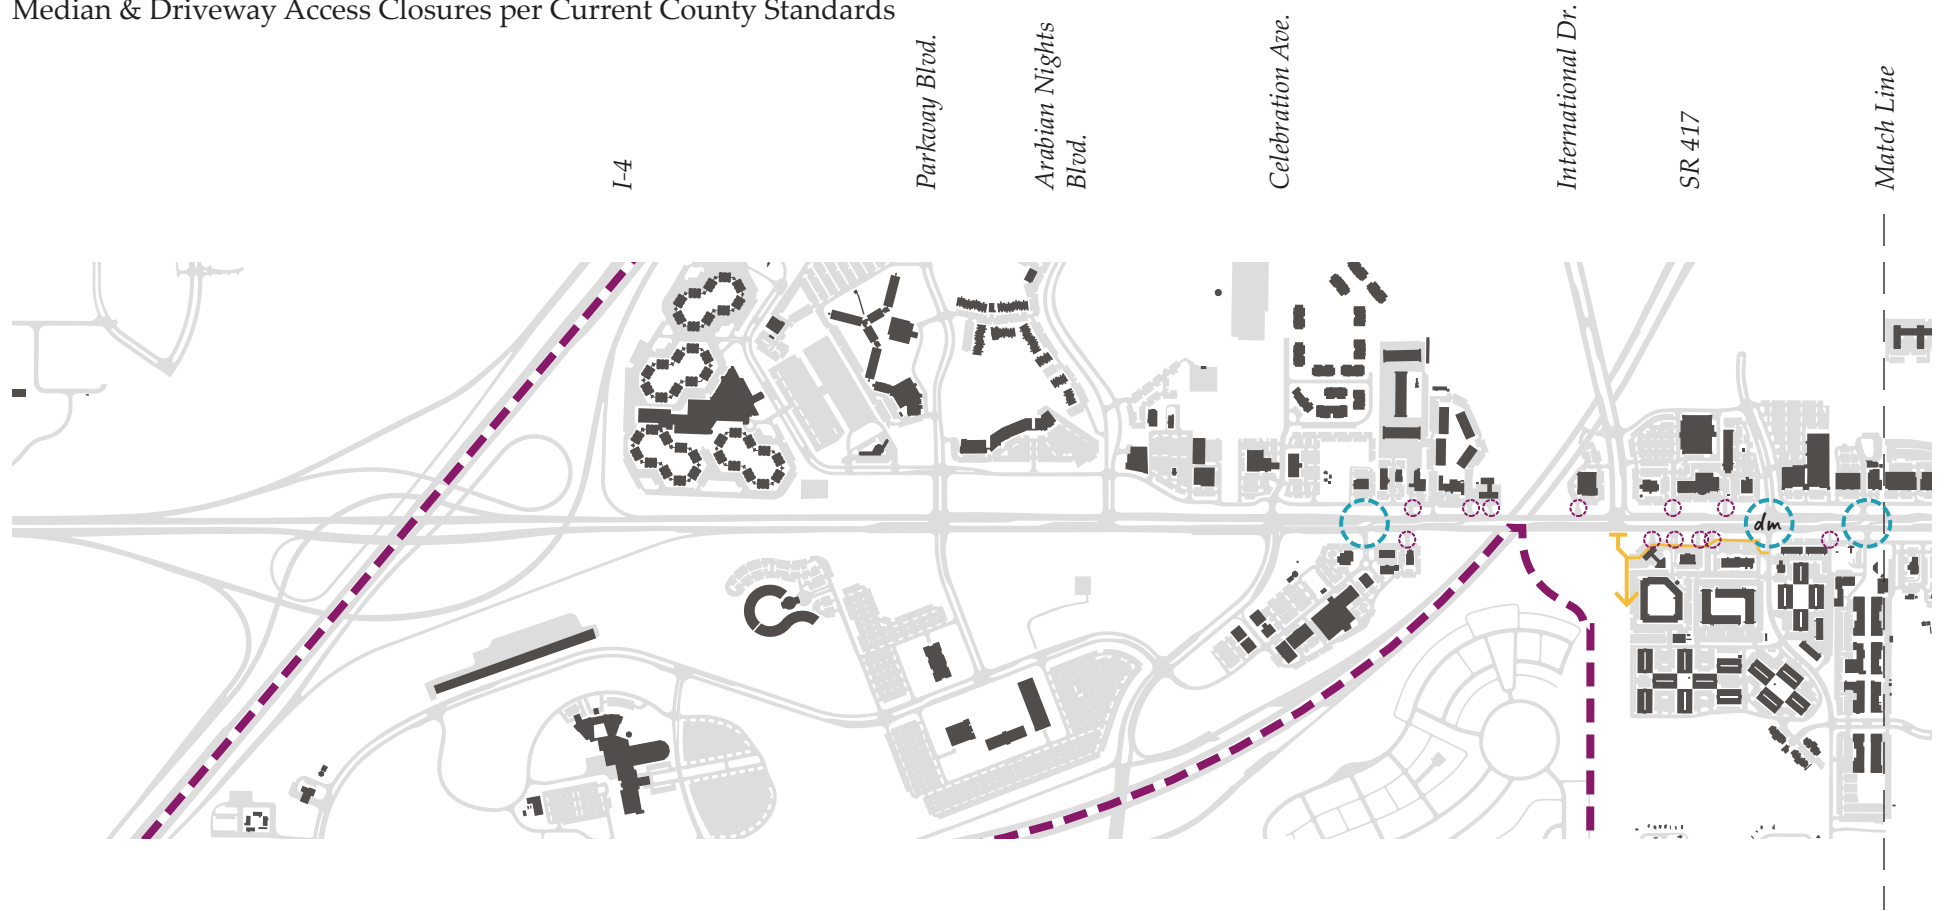 Median & Driveway Access Closures per Current County Standards
I-4
Parkway Blvd.
Arabian Nights
Blvd.
Celebration Ave.
International Dr.
SR 417
Match Line
dm